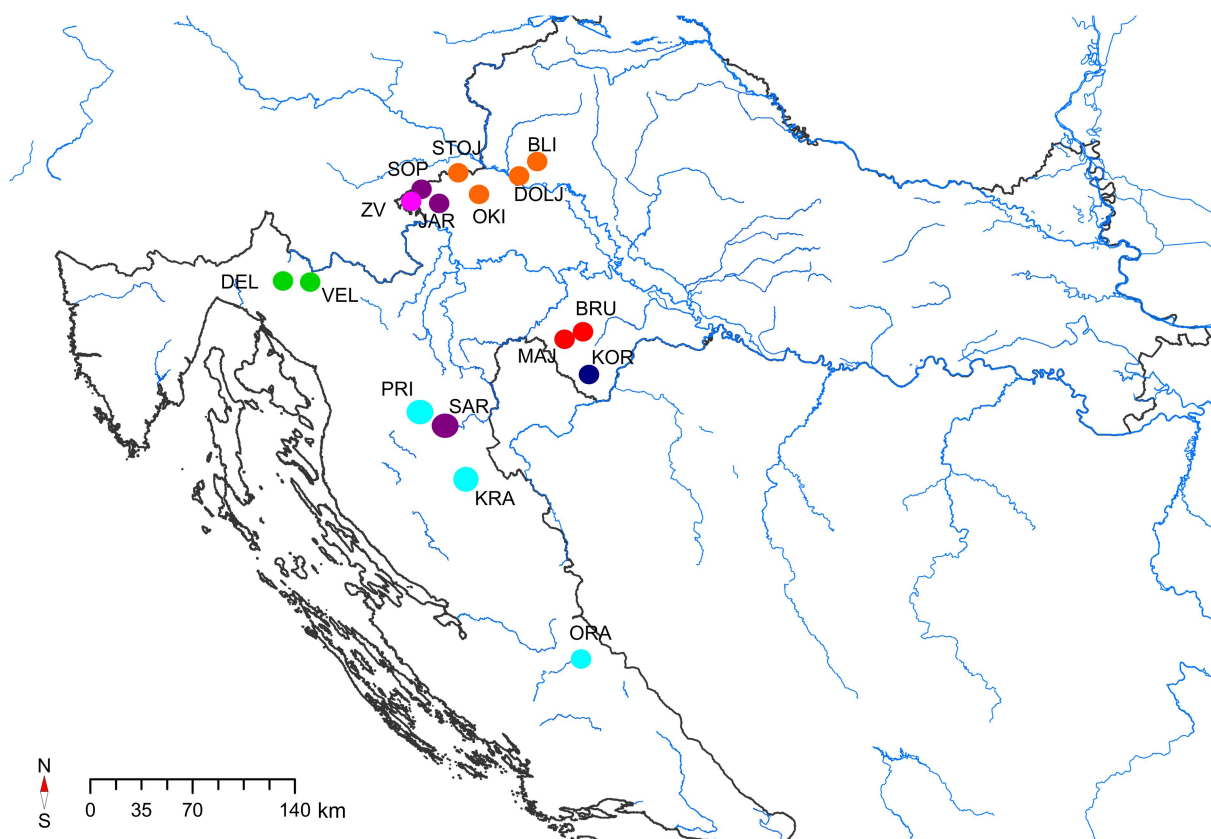 BLI
STOJ
SOP
DOLJ
ZV
JAR
OKI
DEL
VEL
BRU
MAJ
KOR
PRI
SAR
KRA
ORA
N
S
0 35 70 140 km